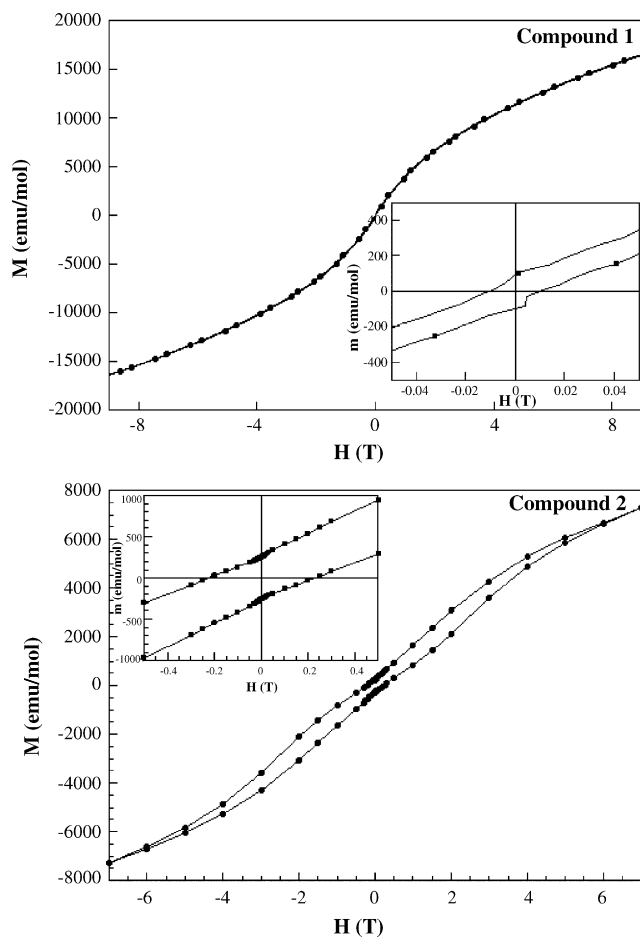 Compound 1
20000
15000
10000
5000
0
-5000
-10000
-15000
-20000
M (emu/mol)
-8 -4 0 4 8
H (T)
400
200
0
-200
-400
m (emu/mol)
-0.04 -0.02 0 0.02 0.04
H (T)
Compound 2
8000
6000
4000
2000
0
-2000
-4000
-6000
-8000
M (emu/mol)
-6 -4 -2 0 2 4 6
H (T)
1000
500
0
-500
-1000
m (emu/mol)
-0.4 -0.2 0 0.2 0.4
H (T)